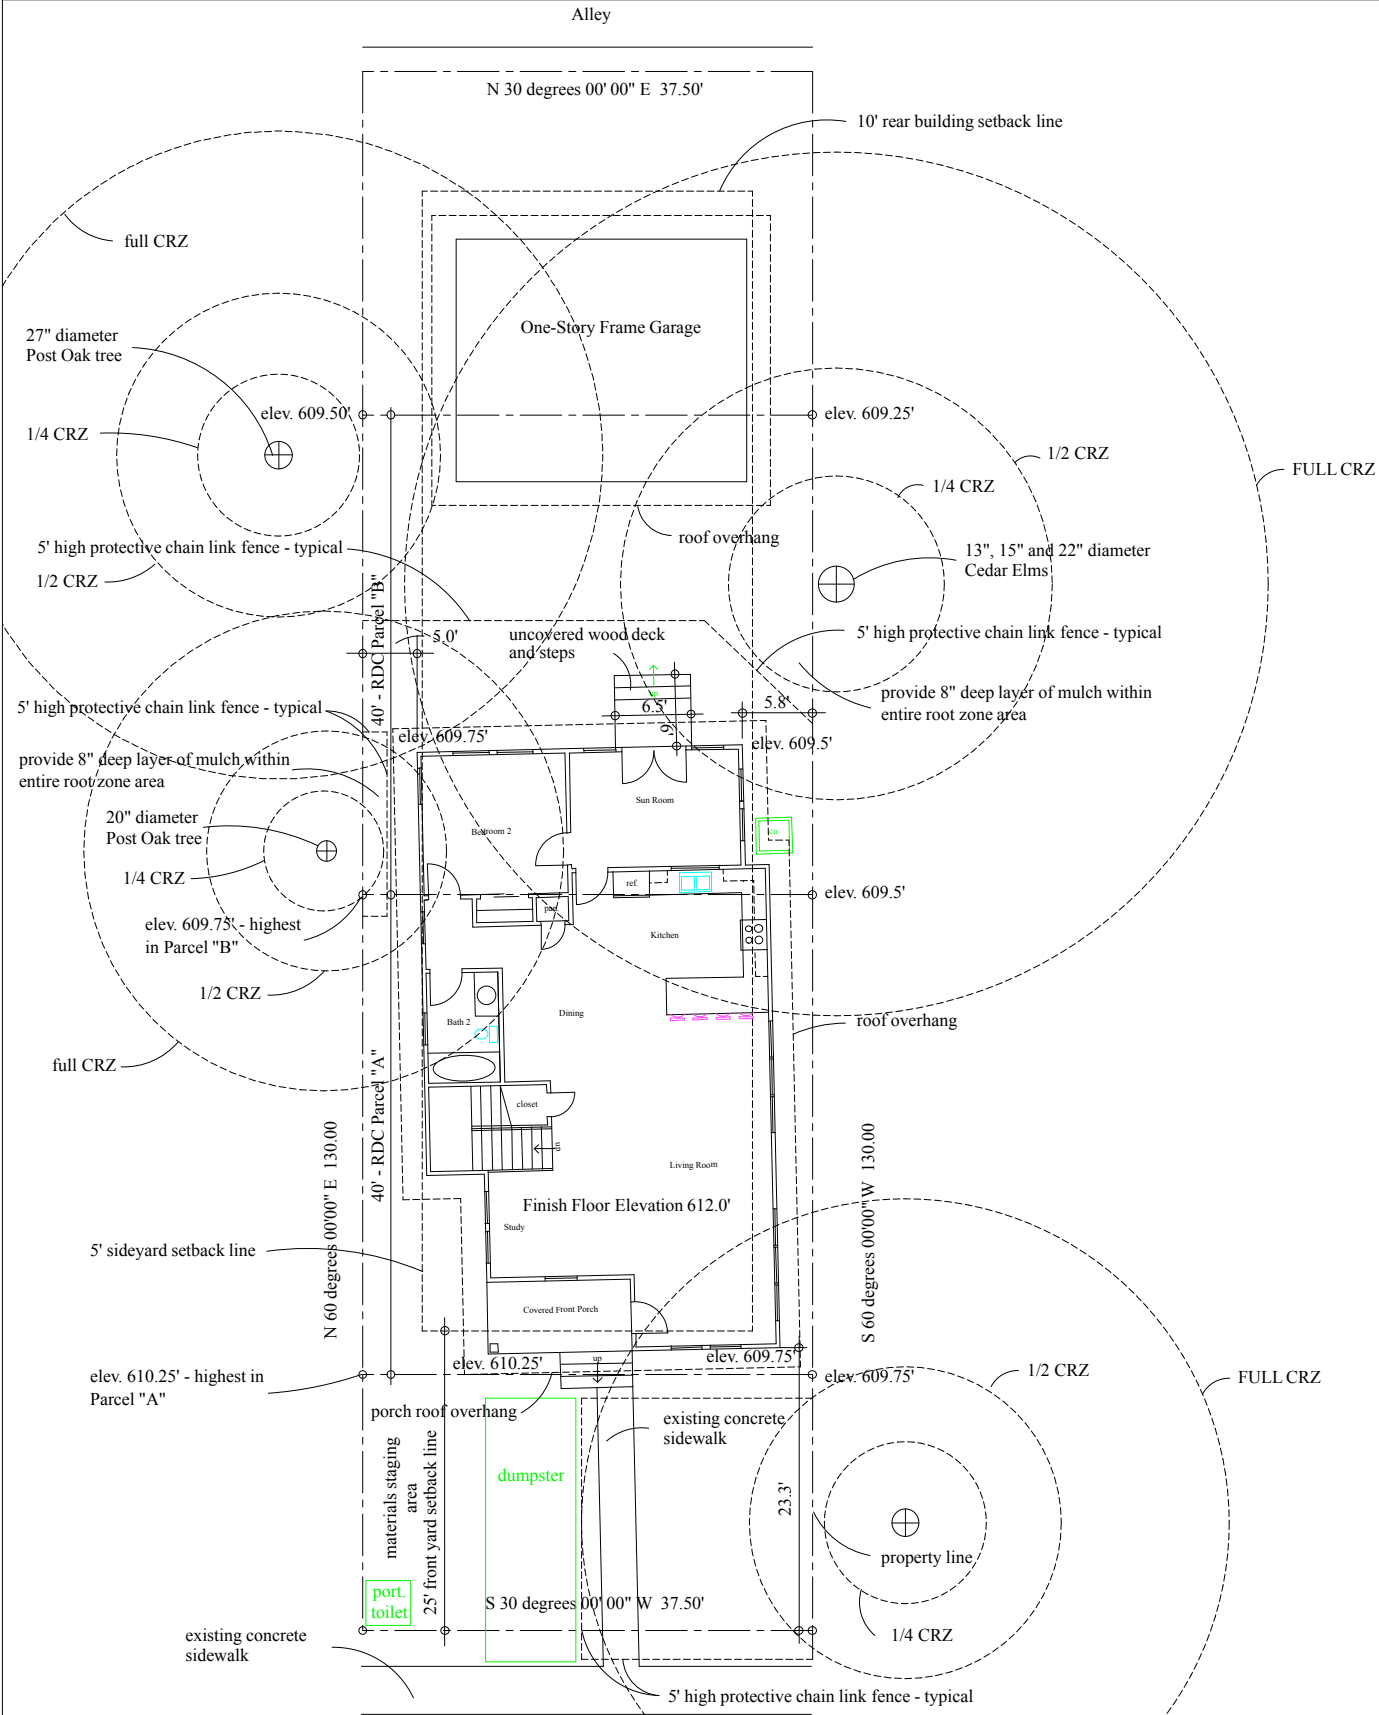 Alley
N 30 degrees 00' 00" E 37.50'
10' rear building setback line
full CRZ
27" diameter
Post Oak tree
One-Story Frame Garage
elev. 609.50'
elev. 609.25'
1/4 CRZ
1/2 CRZ
FULL CRZ
1/4 CRZ
roof overhang
5' high protective chain link fence - typical
13", 15" and 22" diameter
Cedar Elms
1/2 CRZ
40' - RDC Parcel "B"
5.0'
uncovered wood deck
and steps
5' high protective chain link fence - typical
up
6.5'
6'
5.8'
provide 8" deep layer of mulch within
entire root zone area
5' high protective chain link fence - typical
elev. 609.75'
elev. 609.5'
provide 8" deep layer of mulch within
entire root zone area
Sun Room
20" diameter
Post Oak tree
Bedroom 2
cu
1/4 CRZ
ref.
elev. 609.5'
pan.
elev. 609.75' - highest
in Parcel "B"
Kitchen
1/2 CRZ
Bath 2
Dining
roof overhang
full CRZ
40' - RDC Parcel "A"
closet
N 60 degrees 00'00" E 130.00
S 60 degrees 00'00" W 130.00
up
Living Room
Finish Floor Elevation 612.0'
Study
5' sideyard setback line
Covered Front Porch
up
elev. 610.25'
elev. 609.75'
elev. 610.25' - highest in
Parcel "A"
elev. 609.75'
1/2 CRZ
FULL CRZ
porch roof overhang
existing concrete
sidewalk
materials staging
area
25' front yard setback line
dumpster
23.3'
property line
port.
toilet
S 30 degrees 00' 00" W 37.50'
1/4 CRZ
existing concrete
sidewalk
5' high protective chain link fence - typical